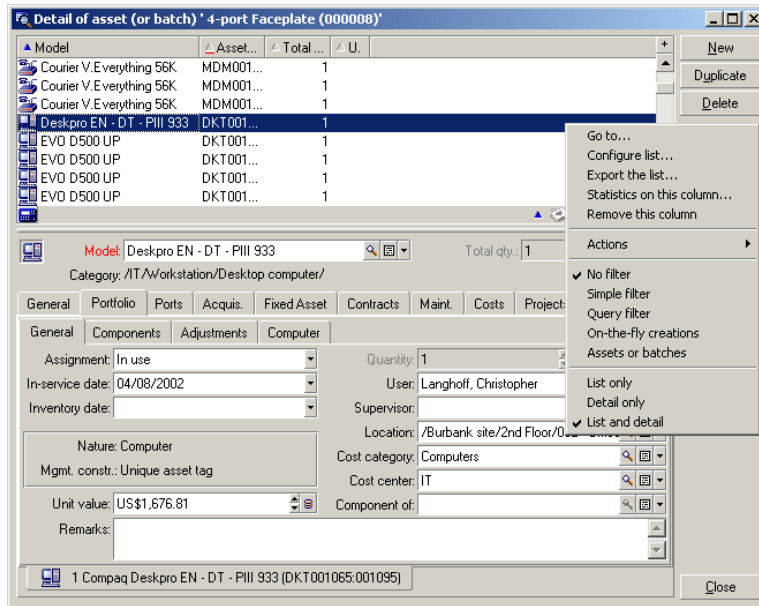 Detail of asset (or batch) ' 4-port Faceplate (000008)'
Model Asset... Total ... U. +
New
Courier V.Everything 56K MDM001... 1
Courier V.Everything 56K MDM001... 1
Duplicate
Courier V.Everything 56K MDM001... 1
Delete
Deskpro EN - DT - PIII 933 DKT001... 1
EVO D500 UP DKT001... 1
EVO D500 UP DKT001... 1
EVO D500 UP DKT001... 1
EVO D500 UP DKT001... 1
Go to...
Configure list...
Export the list...
Statistics on this column...
Remove this column
Actions
No filter
Simple filter
Query filter
On-the-fly creations
Assets or batches
List only
Detail only
List and detail
Model: Deskpro EN - DT - PIII 933 Total qty.: 1
Category: /IT/Workstation/Desktop computer/
General Portfolio Ports Acquis. Fixed Asset Contracts Maint. Costs Projects
General Components Adjustments Computer
Assignment: In use Quantity: 1
In-service date: 04/08/2002 User: Langhoff, Christopher
Inventory date: Supervisor:
Location: /Burbank site/2nd Floor/
Nature: Computer
Cost category: Computers
Mgmt. constr.: Unique asset tag
Cost center: IT
Unit value: US$1,676.81 Component of:
Remarks:
1 Compaq Deskpro EN - DT - PIII 933 (DKT001065:001095)
Close